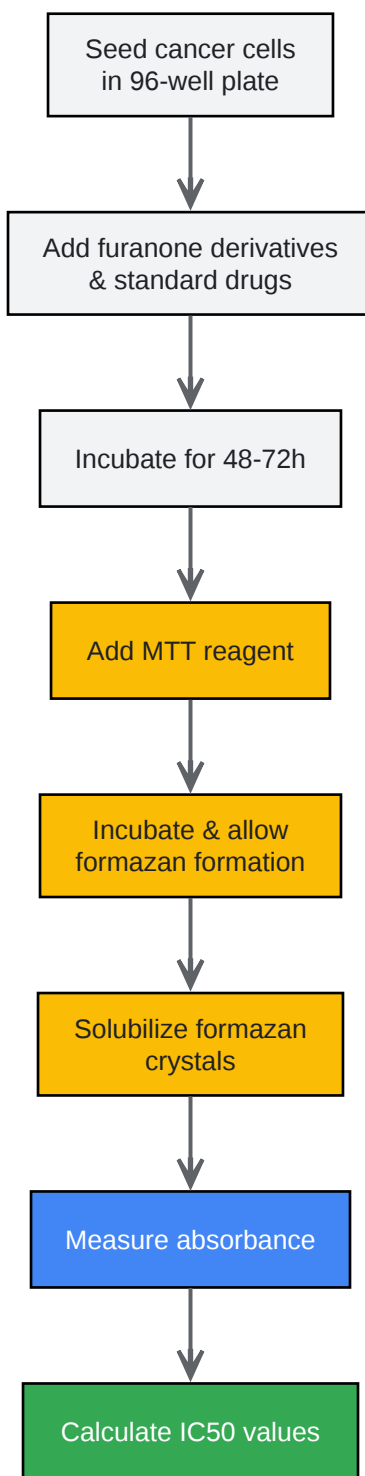 Seed cancer cells
in 96-well plate
Add furanone derivatives
& standard drugs
Incubate for 48-72h
Add MTT reagent
Incubate & allow
formazan formation
Solubilize formazan
crystals
Measure absorbance
Calculate IC50 values